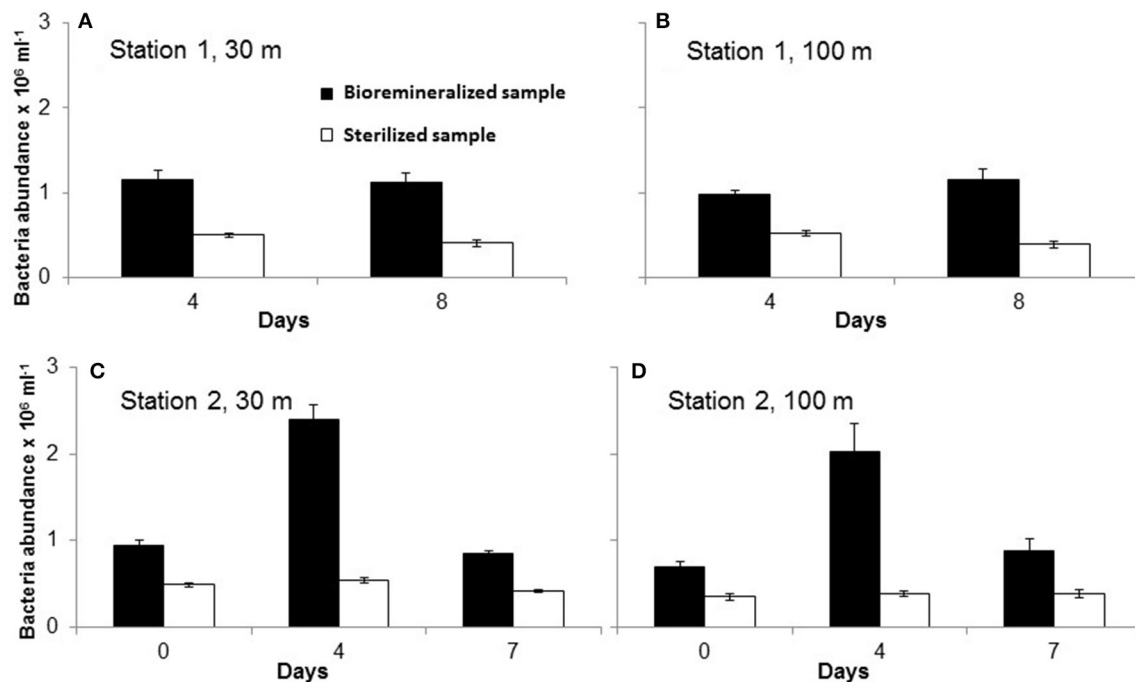 A
Station 1, 30 m
Bioremineralized sample
Sterilized sample
Bacteria abundance x 10⁶ ml⁻¹
3
2
1
0
4
8
Days
B
Station 1, 100 m
4
8
Days
C
Station 2, 30 m
Bacteria abundance x 10⁶ ml⁻¹
3
2
1
0
0
4
7
Days
D
Station 2, 100 m
0
4
7
Days